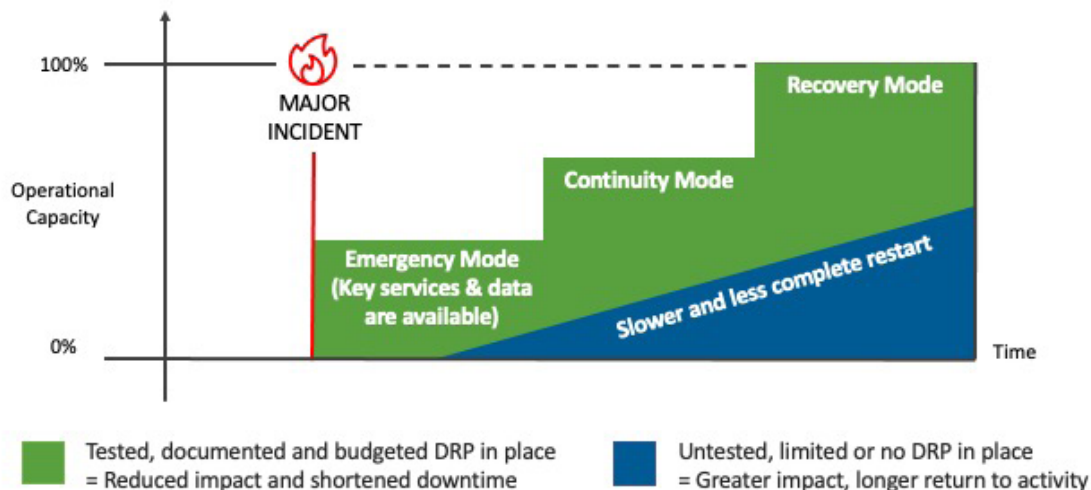 100%
MAJOR
INCIDENT
Recovery Mode
Operational
Capacity
Continuity Mode
Emergency Mode
(Key services & data
are available)
Slower and less complete restart
0%
Time
Tested, documented and budgeted DRP in place
= Reduced impact and shortened downtime
Untested, limited or no DRP in place
= Greater impact, longer return to activity